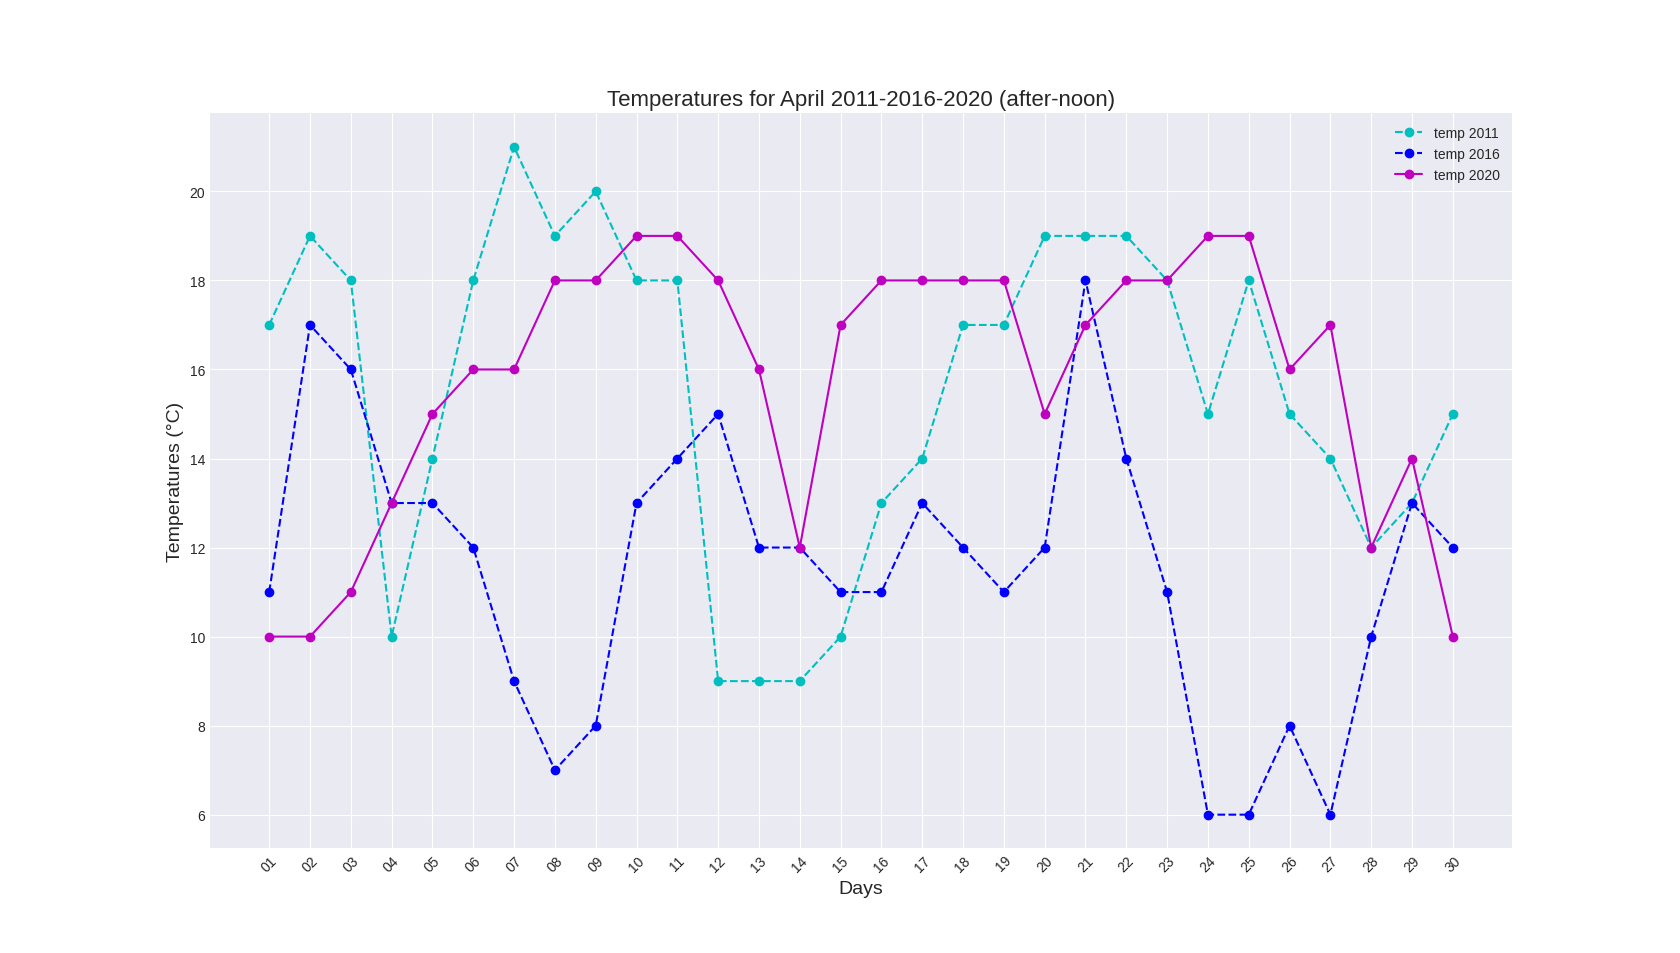 Temperatures for April 2011-2016-2020 (after-noon)
temp 2011
temp 2016
temp 2020
20
18
16
14
12
10
8
6
Temperatures (°C)
01 02 03 04 05 06 07 08 09 10 11 12 13 14 15 16 17 18 19 20 21 22 23 24 25 26 27 28 29 30
Days